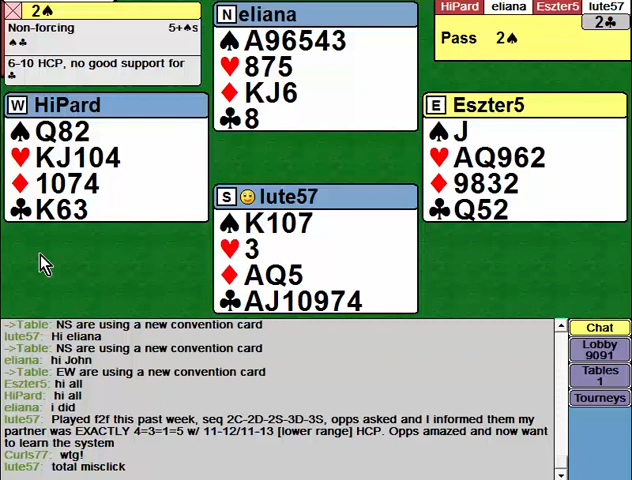 2♠
Non-forcing 5+♠s
♠♣
6-10 HCP, no good support for
♣
N eliana
♠A96543
♥875
♦KJ6
♣8
HiPard eliana Eszter5 lute57
2♣
Pass 2♠
W HiPard
♠Q82
♥KJ104
♦1074
♣K63
E Eszter5
♠J
♥AQ962
♦9832
♣Q52
S lute57
♠K107
♥3
♦AQ5
♣AJ10974
->Table: NS are using a new convention card
lute57: Hi eliana
->Table: NS are using a new convention card
eliana: hi John
->Table: EW are using a new convention card
Eszter5: hi all
HiPard: hi all
eliana: i did
lute57: Played f2f this past week, seq 2C-2D-2S-3D-3S, opps asked and I informed them my
partner was EXACTLY 4=3=1=5 w/ 11-12/11-13 [lower range] HCP. Opps amazed and now want
to learn the system
Curls77: wtg!
lute57: total misclick
Chat
Lobby
9091
Tables
1
Tourneys